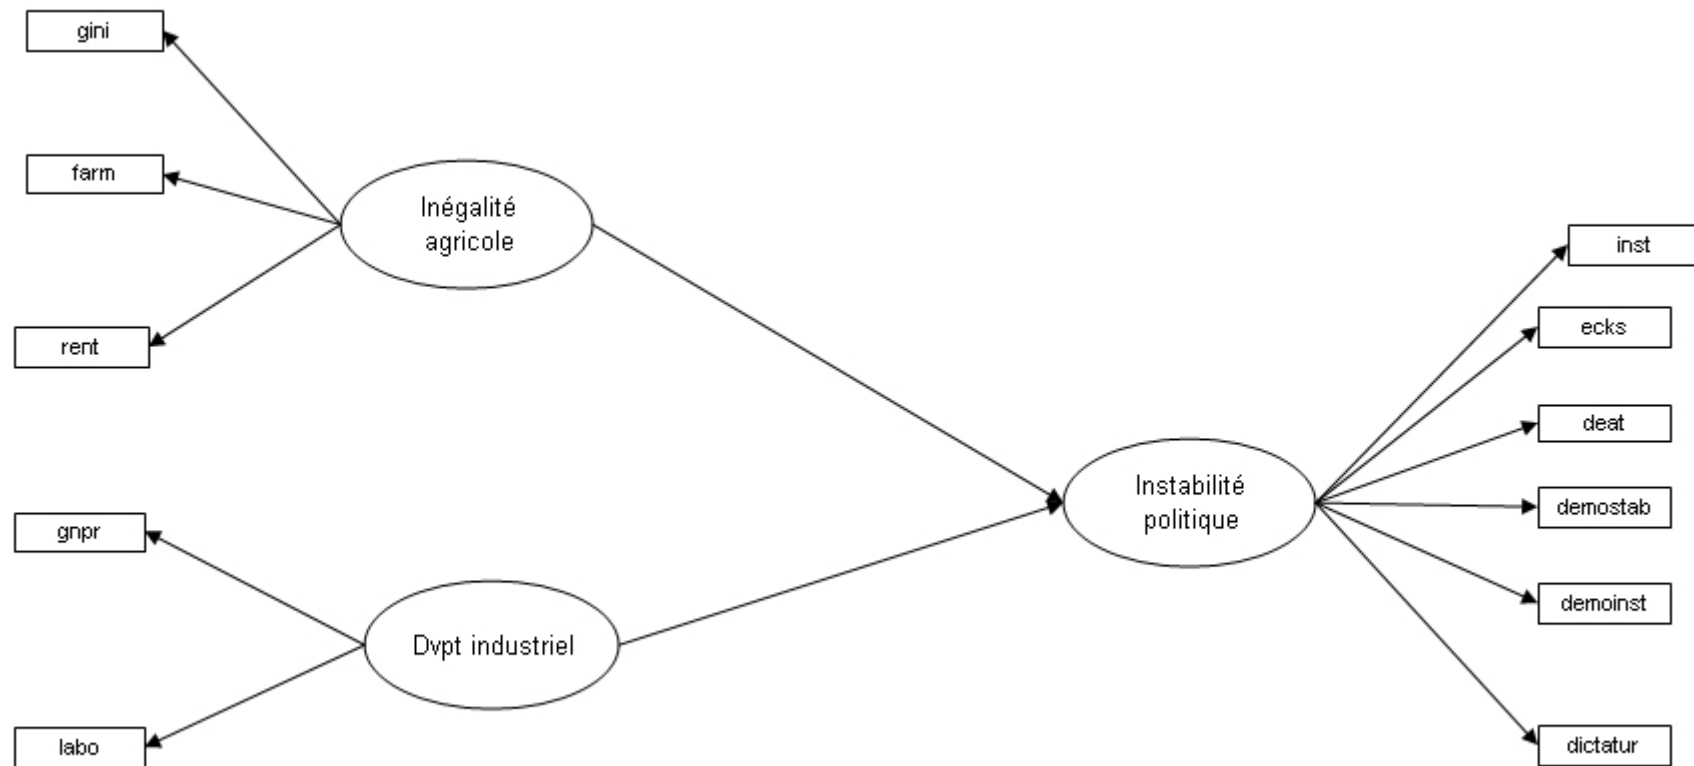 gini
farm
rent
Inégalité
agricole
gnpr
labo
Dvpt industriel
Instabilité
politique
inst
ecks
deat
demostab
demoinst
dictatur